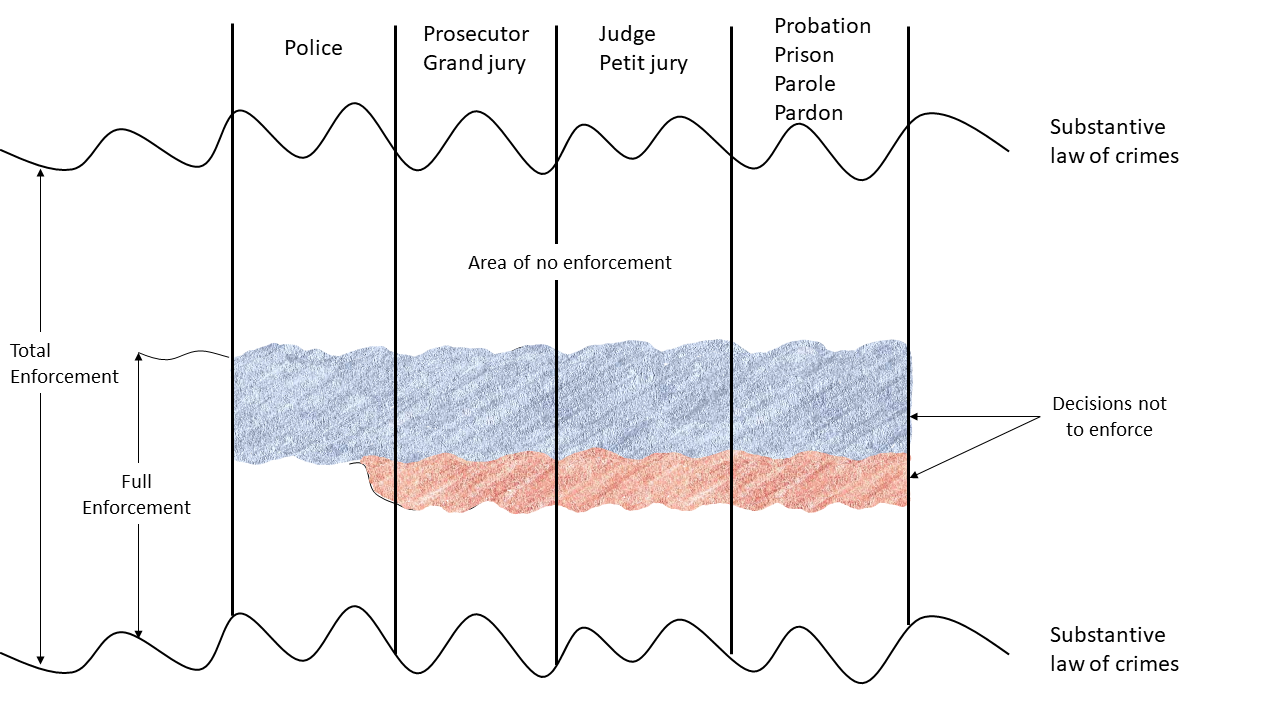 Police
Prosecutor
Grand jury
Judge
Petit jury
Probation
Prison
Parole
Pardon
Substantive
law of crimes
Area of no enforcement
Total
Enforcement
Full
Enforcement
Decisions not
to enforce
Substantive
law of crimes